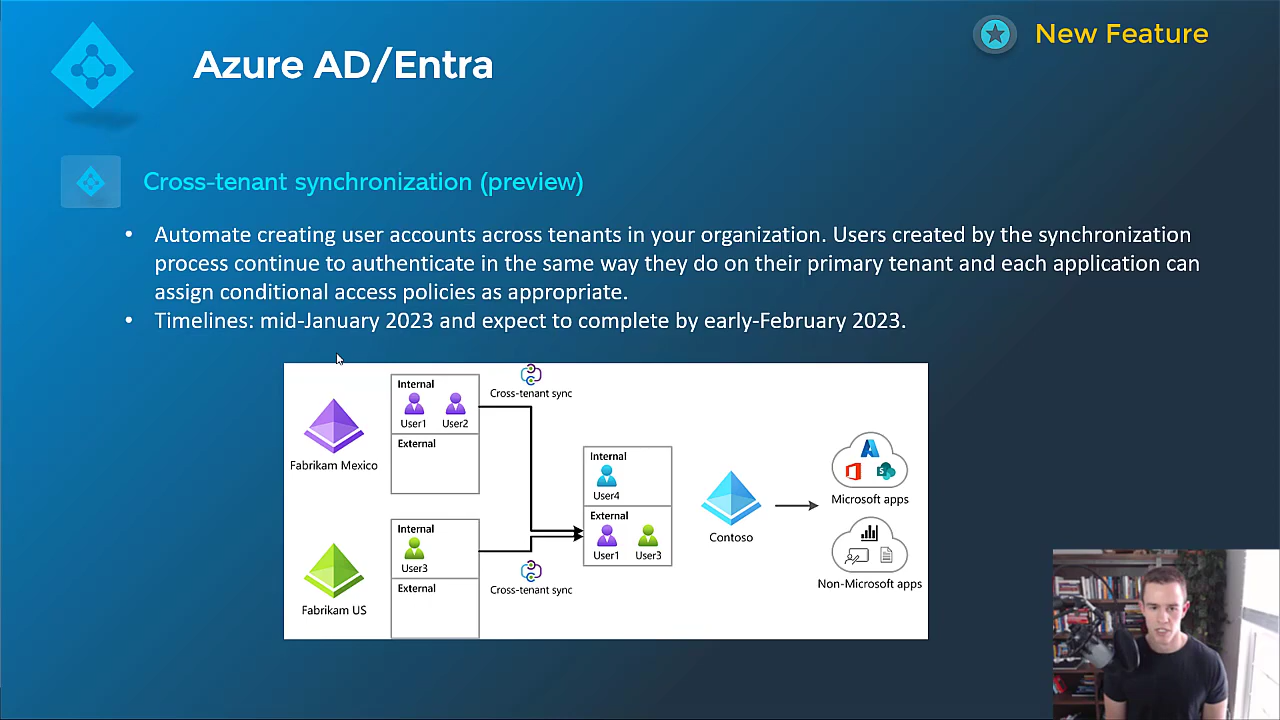 New Feature
Azure AD/Entra
Cross-tenant synchronization (preview)
• Automate creating user accounts across tenants in your organization. Users created by the synchronization
process continue to authenticate in the same way they do on their primary tenant and each application can
assign conditional access policies as appropriate.
• Timelines: mid-January 2023 and expect to complete by early-February 2023.
Internal
User1 User2
External
Fabrikam Mexico
Cross-tenant sync
Internal
User3
External
Fabrikam US
Cross-tenant sync
Internal
User4
External
User1 User3
Contoso
Microsoft apps
Non-Microsoft apps